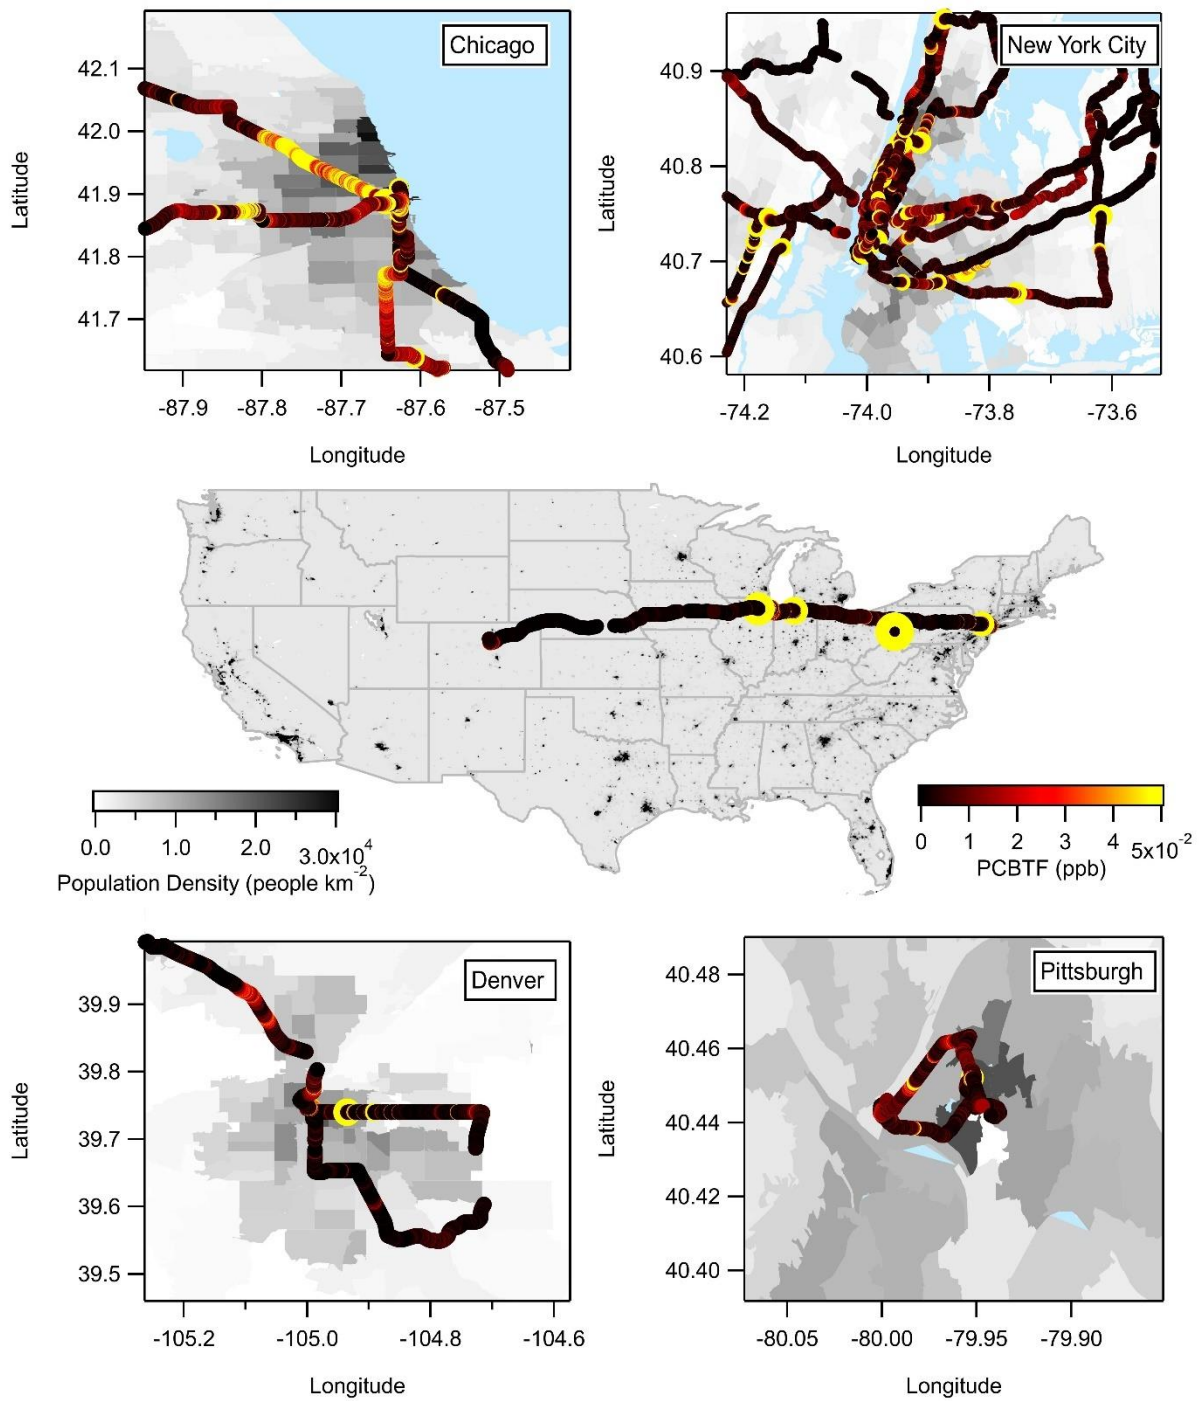 Chicago
Latitude
42.1
42.0
41.9
41.8
41.7
-87.9 -87.8 -87.7 -87.6 -87.5
Longitude
New York City
Latitude
40.9
40.8
40.7
40.6
-74.2 -74.0 -73.8 -73.6
Longitude
0.0 1.0 2.0 3.0x10⁴
Population Density (people km⁻²)
0 1 2 3 4 5x10⁻²
PCBTF (ppb)
Denver
Latitude
39.9
39.8
39.7
39.6
39.5
-105.2 -105.0 -104.8 -104.6
Longitude
Pittsburgh
Latitude
40.48
40.46
40.44
40.42
40.40
-80.05 -80.00 -79.95 -79.90
Longitude